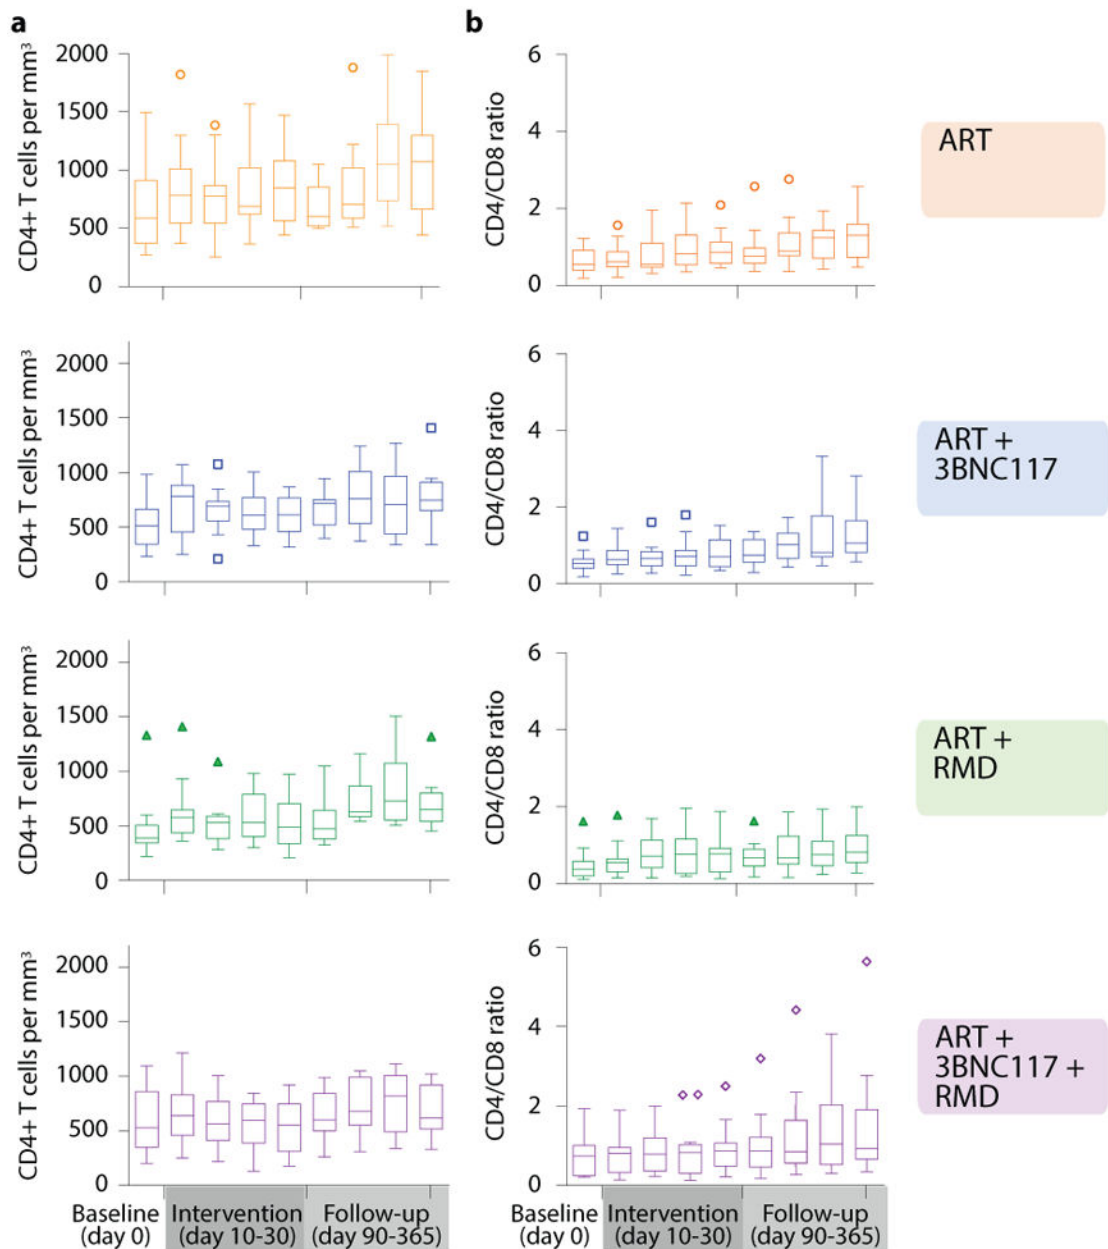 a
b
CD4+ T cells per mm³
2000
1500
1000
500
0
CD4/CD8 ratio
6
4
2
0
ART
CD4+ T cells per mm³
2000
1500
1000
500
0
CD4/CD8 ratio
6
4
2
0
ART +
3BNC117
CD4+ T cells per mm³
2000
1500
1000
500
0
CD4/CD8 ratio
6
4
2
0
ART +
RMD
CD4+ T cells per mm³
2000
1500
1000
500
0
CD4/CD8 ratio
6
4
2
0
ART +
3BNC117 +
RMD
Baseline
(day 0)
Intervention
(day 10-30)
Follow-up
(day 90-365)
Baseline
(day 0)
Intervention
(day 10-30)
Follow-up
(day 90-365)